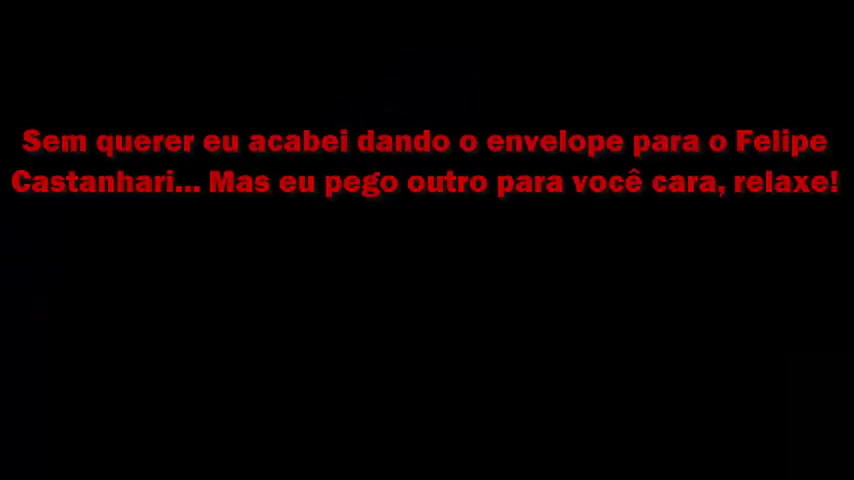 Sem querer eu acabei dando o envelope para o Felipe
Castanhari... Mas eu pego outro para você cara, relaxe!